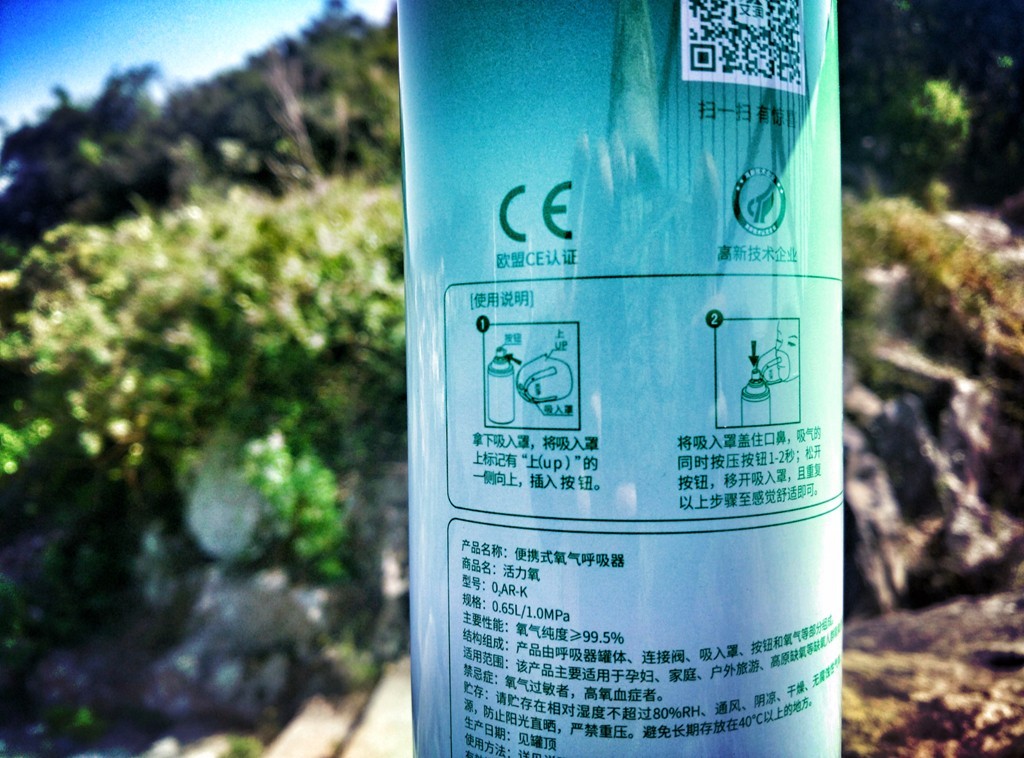 扫一扫 有惊
CE
欧盟CE认证
高新技术企业
[使用说明]
1
按钮
上
UP
吸入罩
拿下吸入罩，将吸入罩
上标记有“上(up)”的
一侧向上，插入按钮。
2
将吸入罩盖住口鼻，吸气的
同时按压按钮1-2秒；松开
按钮，移开吸入罩，且重复
以上步骤至感觉舒适即可。
产品名称：便携式氧气呼吸器
商品名：活力氧
型号：O₂AR-K
规格：0.65L/1.0MPa
主要性能：氧气纯度≥99.5%
结构组成：产品由呼吸器罐体、连接阀、吸入罩、按钮和氧气等部分组成。
适用范围：该产品主要适用于孕妇、家庭、户外旅游、高原缺氧等缺氧人
禁忌症：氧气过敏者，高氧血症者。
贮存：请贮存在相对湿度不超过80%RH、通风、阴凉、干燥、无腐蚀性
源，防止阳光直晒，严禁重压。避免长期存放在40°C以上的地方。
生产日期：见罐顶
使用方法：详见说